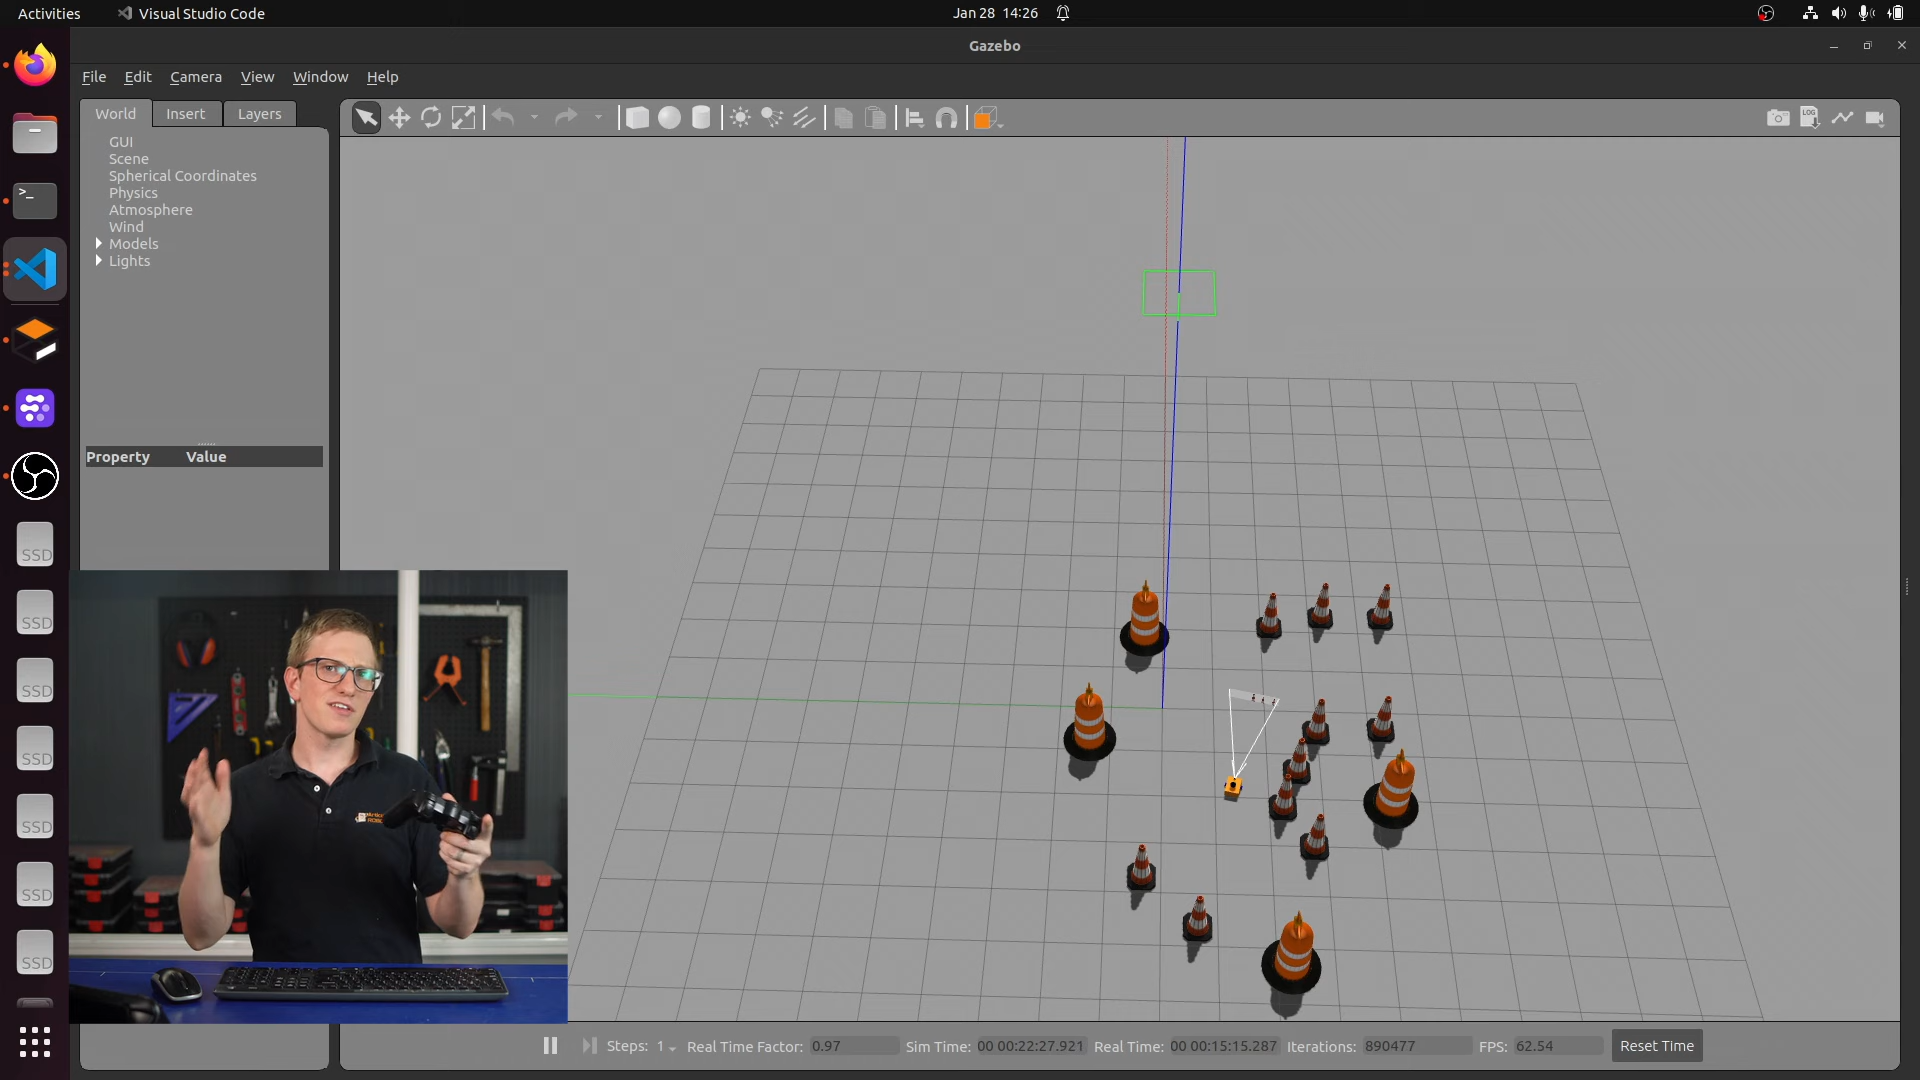 Activities
Visual Studio Code
Jan 28 14:26
Gazebo
File Edit Camera View Window Help
World Insert Layers
GUI
Scene
Spherical Coordinates
Physics
Atmosphere
Wind
Models
Lights
Property Value
LOG
SSD
SSD
SSD
SSD
SSD
SSD
SSD
Steps: 1 Real Time Factor: 0.97 Sim Time: 00 00:22:27.921 Real Time: 00 00:15:15.287 Iterations: 890477 FPS: 62.54 Reset Time